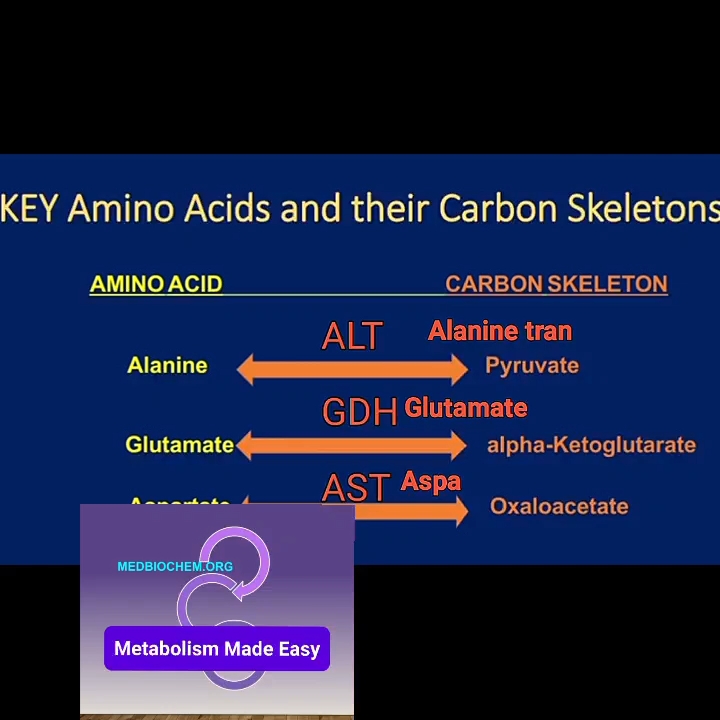 KEY Amino Acids and their Carbon Skeletons
AMINO ACID CARBON SKELETON
ALT Alanine tran
Alanine Pyruvate
GDH Glutamate
Glutamate alpha-Ketoglutarate
AST Aspa
Aspartate Oxaloacetate
MEDBIOCHEM.ORG
Metabolism Made Easy